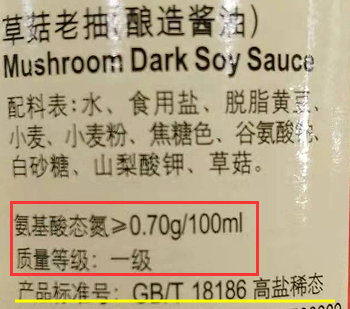 草菇老抽(酿造酱油)
Mushroom Dark Soy Sauce
配料表:水、食用盐、脱脂黄豆、
小麦、小麦粉、焦糖色、谷氨酸钠、
白砂糖、山梨酸钾、草菇。
氨基酸态氮≥0.70g/100ml
质量等级:一级
产品标准号:GB/T 18186 高盐稀态